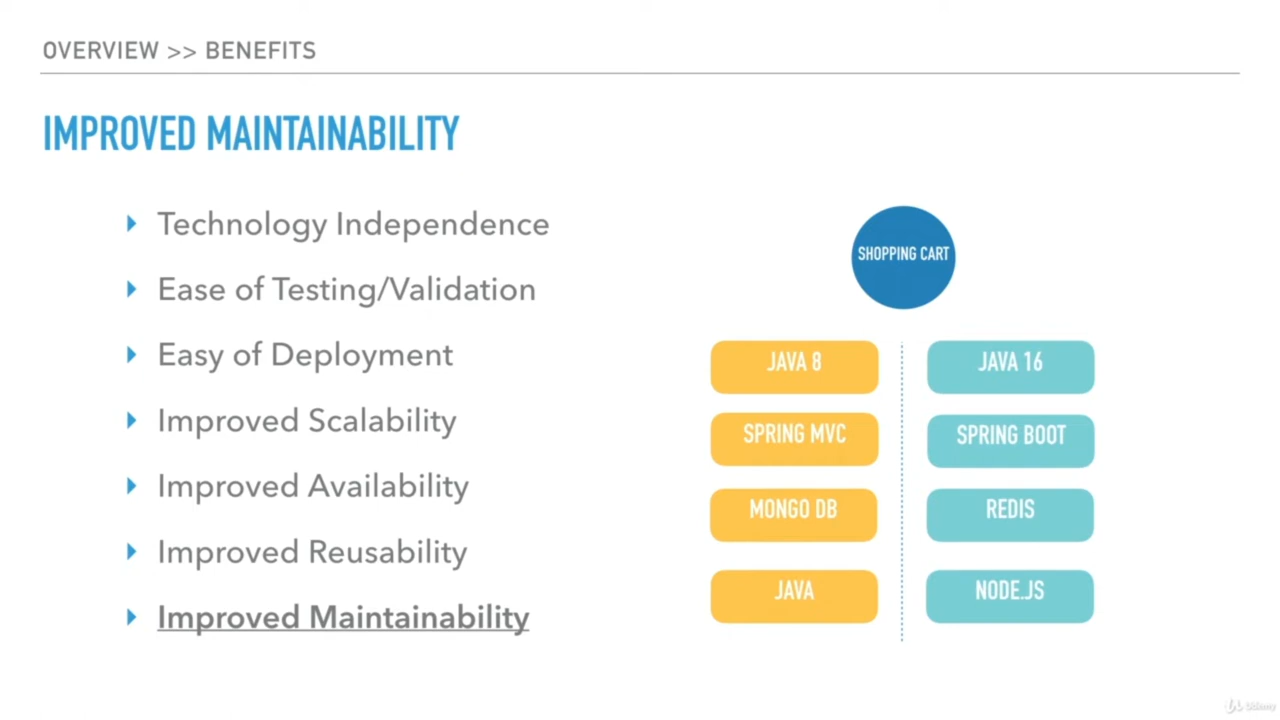 OVERVIEW >> BENEFITS
IMPROVED MAINTAINABILITY
Technology Independence
Ease of Testing/Validation
Easy of Deployment
Improved Scalability
Improved Availability
Improved Reusability
Improved Maintainability
SHOPPING CART
JAVA 8
JAVA 16
SPRING MVC
SPRING BOOT
MONGO DB
REDIS
JAVA
NODE.JS
Udemy